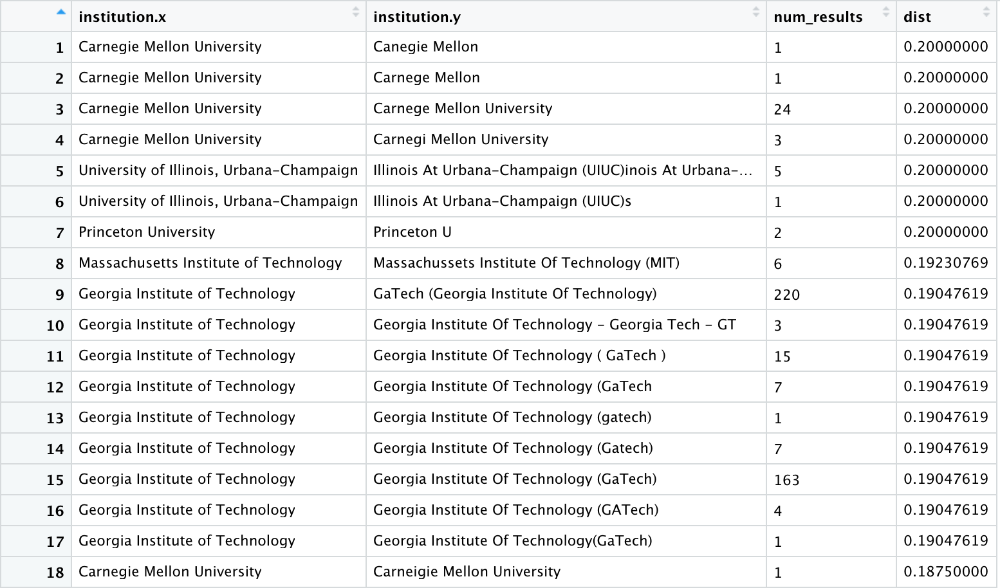 institution.x institution.y num_results dist
1 Carnegie Mellon University Canegie Mellon 1 0.20000000
2 Carnegie Mellon University Carnege Mellon 1 0.20000000
3 Carnegie Mellon University Carnege Mellon University 24 0.20000000
4 Carnegie Mellon University Carnegi Mellon University 3 0.20000000
5 University of Illinois, Urbana-Champaign Illinois At Urbana-Champaign (UIUC)inois At Urbana-… 5 0.20000000
6 University of Illinois, Urbana-Champaign Illinois At Urbana-Champaign (UIUC)s 1 0.20000000
7 Princeton University Princeton U 2 0.20000000
8 Massachusetts Institute of Technology Massachussets Institute Of Technology (MIT) 6 0.19230769
9 Georgia Institute of Technology GaTech (Georgia Institute Of Technology) 220 0.19047619
10 Georgia Institute of Technology Georgia Institute Of Technology - Georgia Tech - GT 3 0.19047619
11 Georgia Institute of Technology Georgia Institute Of Technology ( GaTech ) 15 0.19047619
12 Georgia Institute of Technology Georgia Institute Of Technology (GaTech 7 0.19047619
13 Georgia Institute of Technology Georgia Institute Of Technology (gatech) 1 0.19047619
14 Georgia Institute of Technology Georgia Institute Of Technology (Gatech) 7 0.19047619
15 Georgia Institute of Technology Georgia Institute Of Technology (GaTech) 163 0.19047619
16 Georgia Institute of Technology Georgia Institute Of Technology (GATech) 4 0.19047619
17 Georgia Institute of Technology Georgia Institute Of Technology(GaTech) 1 0.19047619
18 Carnegie Mellon University Carneigie Mellon University 1 0.18750000